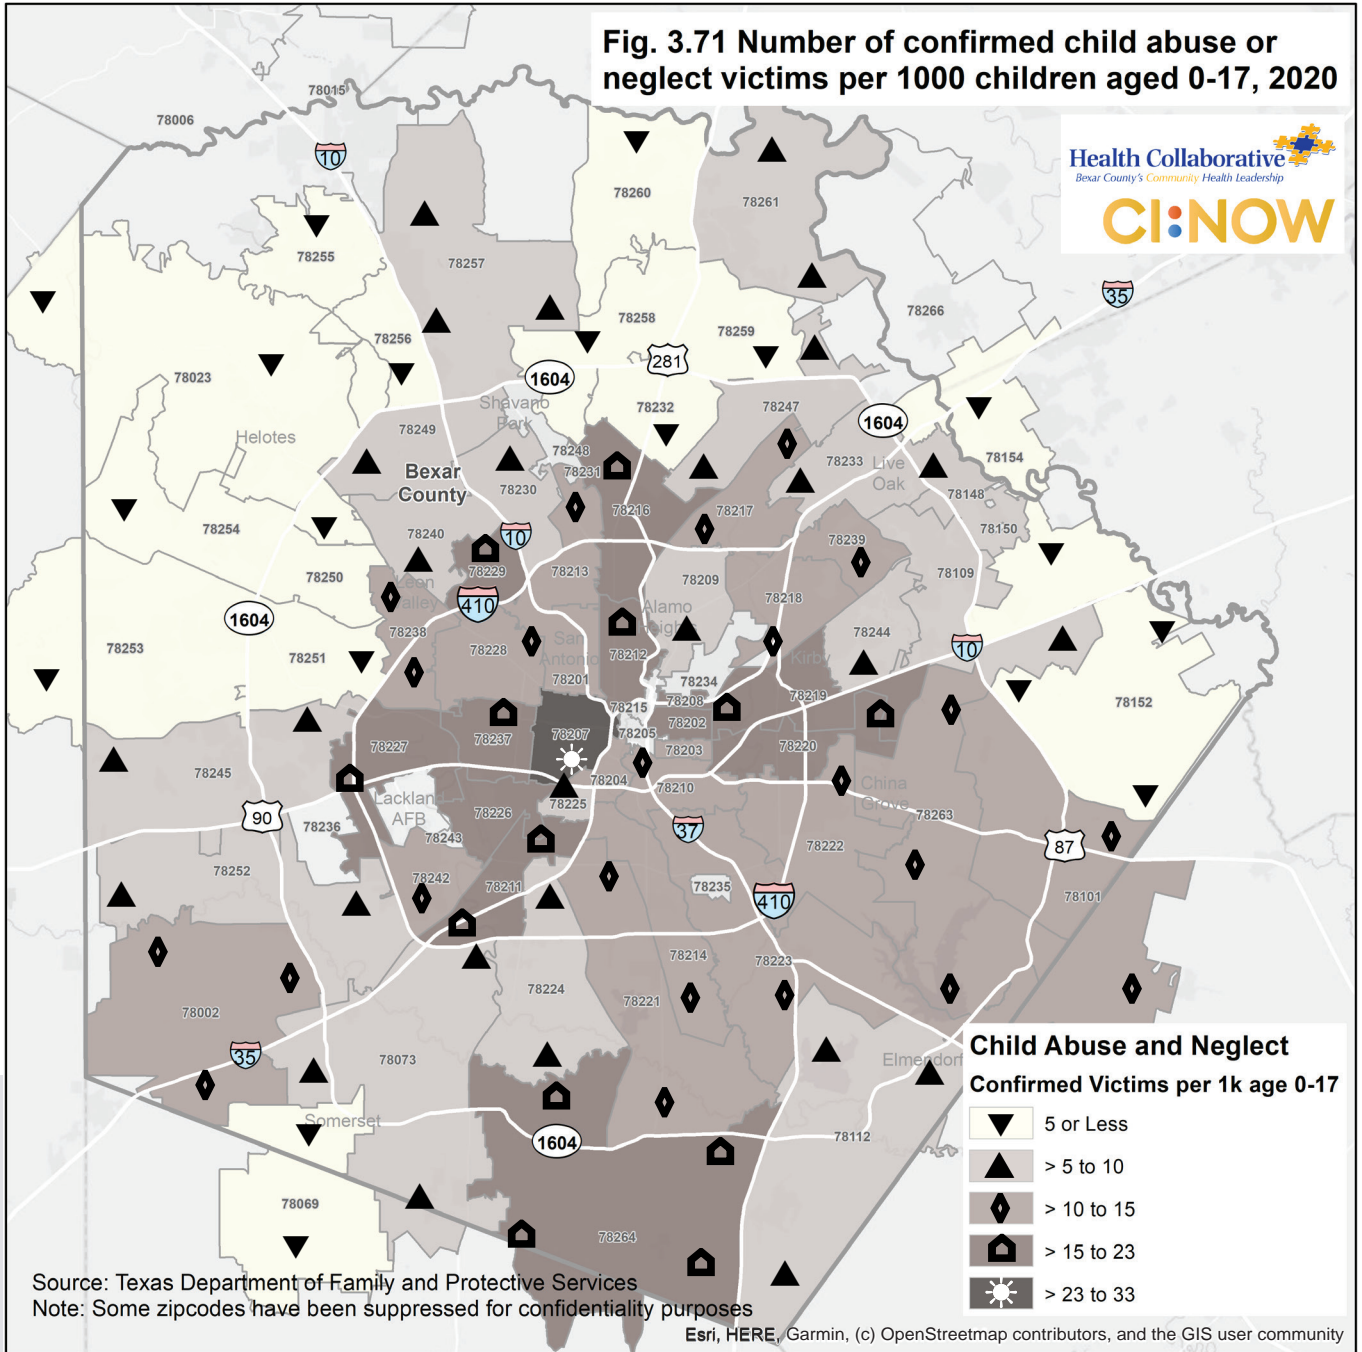 Fig. 3.71 Number of confirmed child abuse or
neglect victims per 1000 children aged 0-17, 2020
Health Collaborative
Bexar County's Community Health Leadership
CI:NOW
78015
78006
10
78260
78261
78255
78257
35
78266
78256
78258
78259
281
1604
78023
Shavano
Park
78232
78247
1604
Helotes
78249
78248
78154
Bexar
County
78231
78233
Live
Oak
78230
78148
78216
78217
78254
78240
10
78150
78239
78229
78213
78109
78250
Leon
Valley
410
78209
78218
1604
Alamo
Heights
78238
78244
78253
78251
78228
San
Antonio
78212
Kirby
10
78201
78234
78219
78208
78152
78215
78207
78205
78202
78227
78237
78203
78220
78245
78204
78210
China
Grove
Lackland
AFB
78225
78226
78263
90
78236
78243
37
78222
87
78252
78242
78211
78235
410
78101
78214
78223
78224
78221
78002
35
78073
Elmendorf
Somerset
1604
78112
78069
78264
Child Abuse and Neglect
Confirmed Victims per 1k age 0-17
5 or Less
> 5 to 10
> 10 to 15
> 15 to 23
> 23 to 33
Source: Texas Department of Family and Protective Services
Note: Some zipcodes have been suppressed for confidentiality purposes
Esri, HERE, Garmin, (c) OpenStreetmap contributors, and the GIS user community